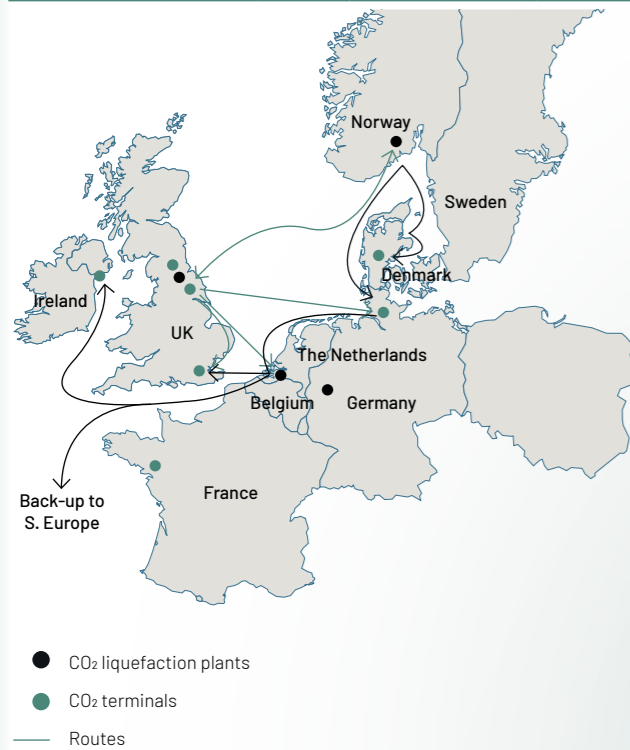 Norway
Sweden
Denmark
Ireland
UK
The Netherlands
Belgium
Germany
France
Back-up to
S. Europe
CO₂ liquefaction plants
CO₂ terminals
Routes